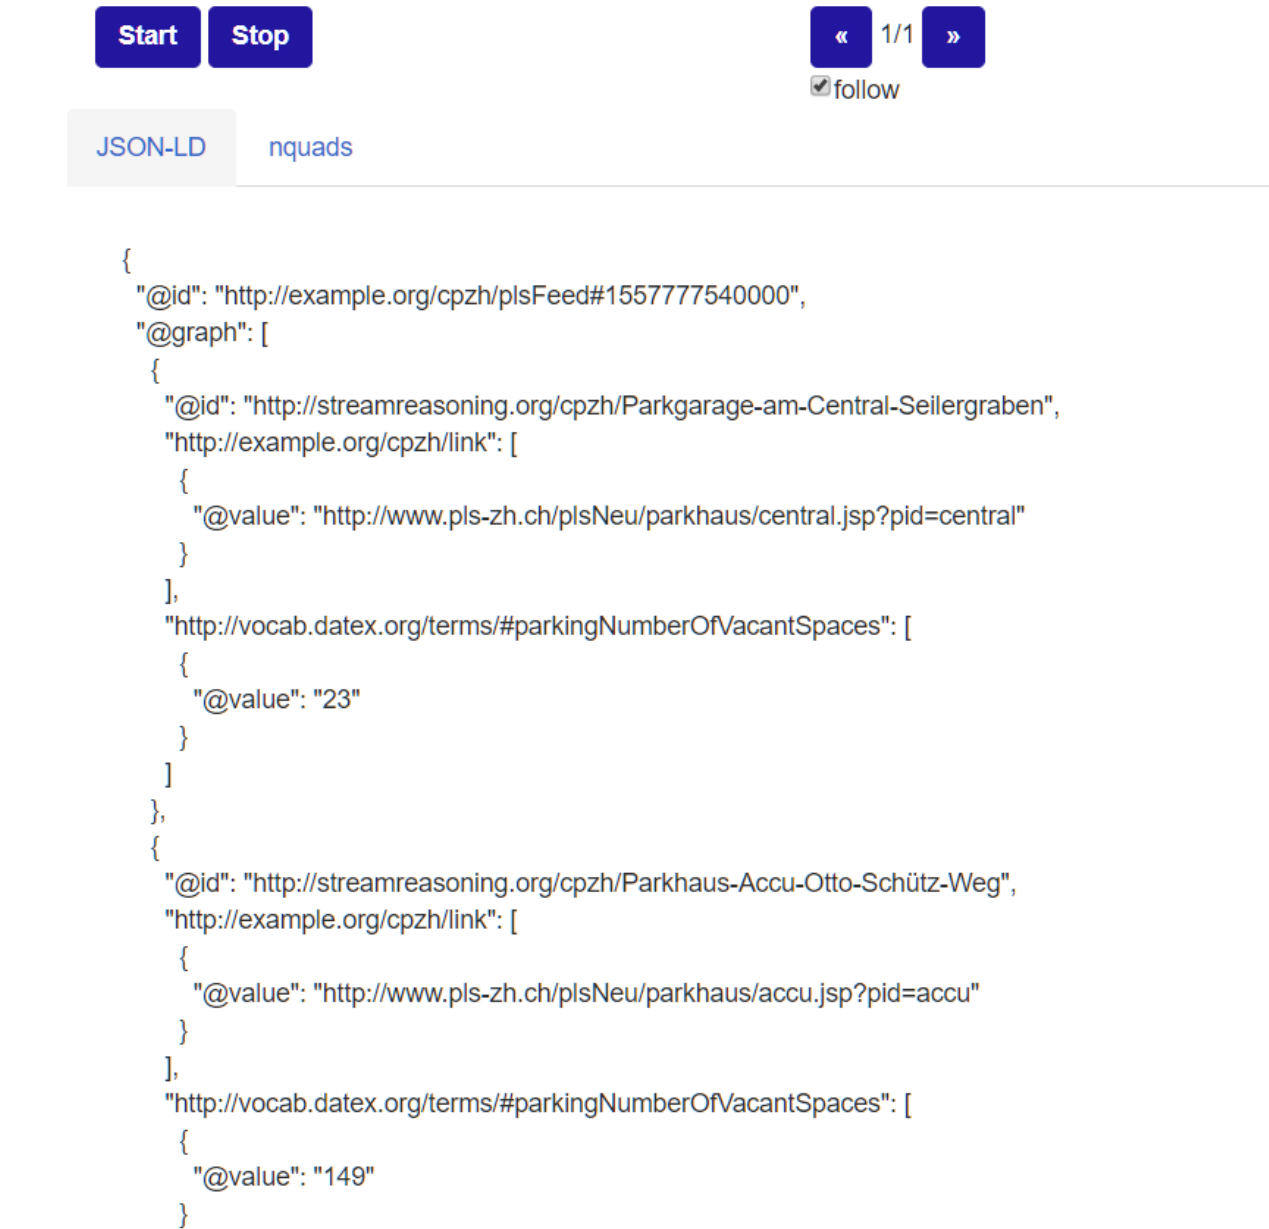 Start Stop « 1/1 »
follow
JSON-LD nquads
{
"@id": "http://example.org/cpzh/plsFeed#1557777540000",
"@graph": [
{
"@id": "http://streamreasoning.org/cpzh/Parkgarage-am-Central-Seilergraben",
"http://example.org/cpzh/link": [
{
"@value": "http://www.pls-zh.ch/plsNeu/parkhaus/central.jsp?pid=central"
}
],
"http://vocab.datex.org/terms/#parkingNumberOfVacantSpaces": [
{
"@value": "23"
}
]
},
{
"@id": "http://streamreasoning.org/cpzh/Parkhaus-Accu-Otto-Schütz-Weg",
"http://example.org/cpzh/link": [
{
"@value": "http://www.pls-zh.ch/plsNeu/parkhaus/accu.jsp?pid=accu"
}
],
"http://vocab.datex.org/terms/#parkingNumberOfVacantSpaces": [
{
"@value": "149"
}